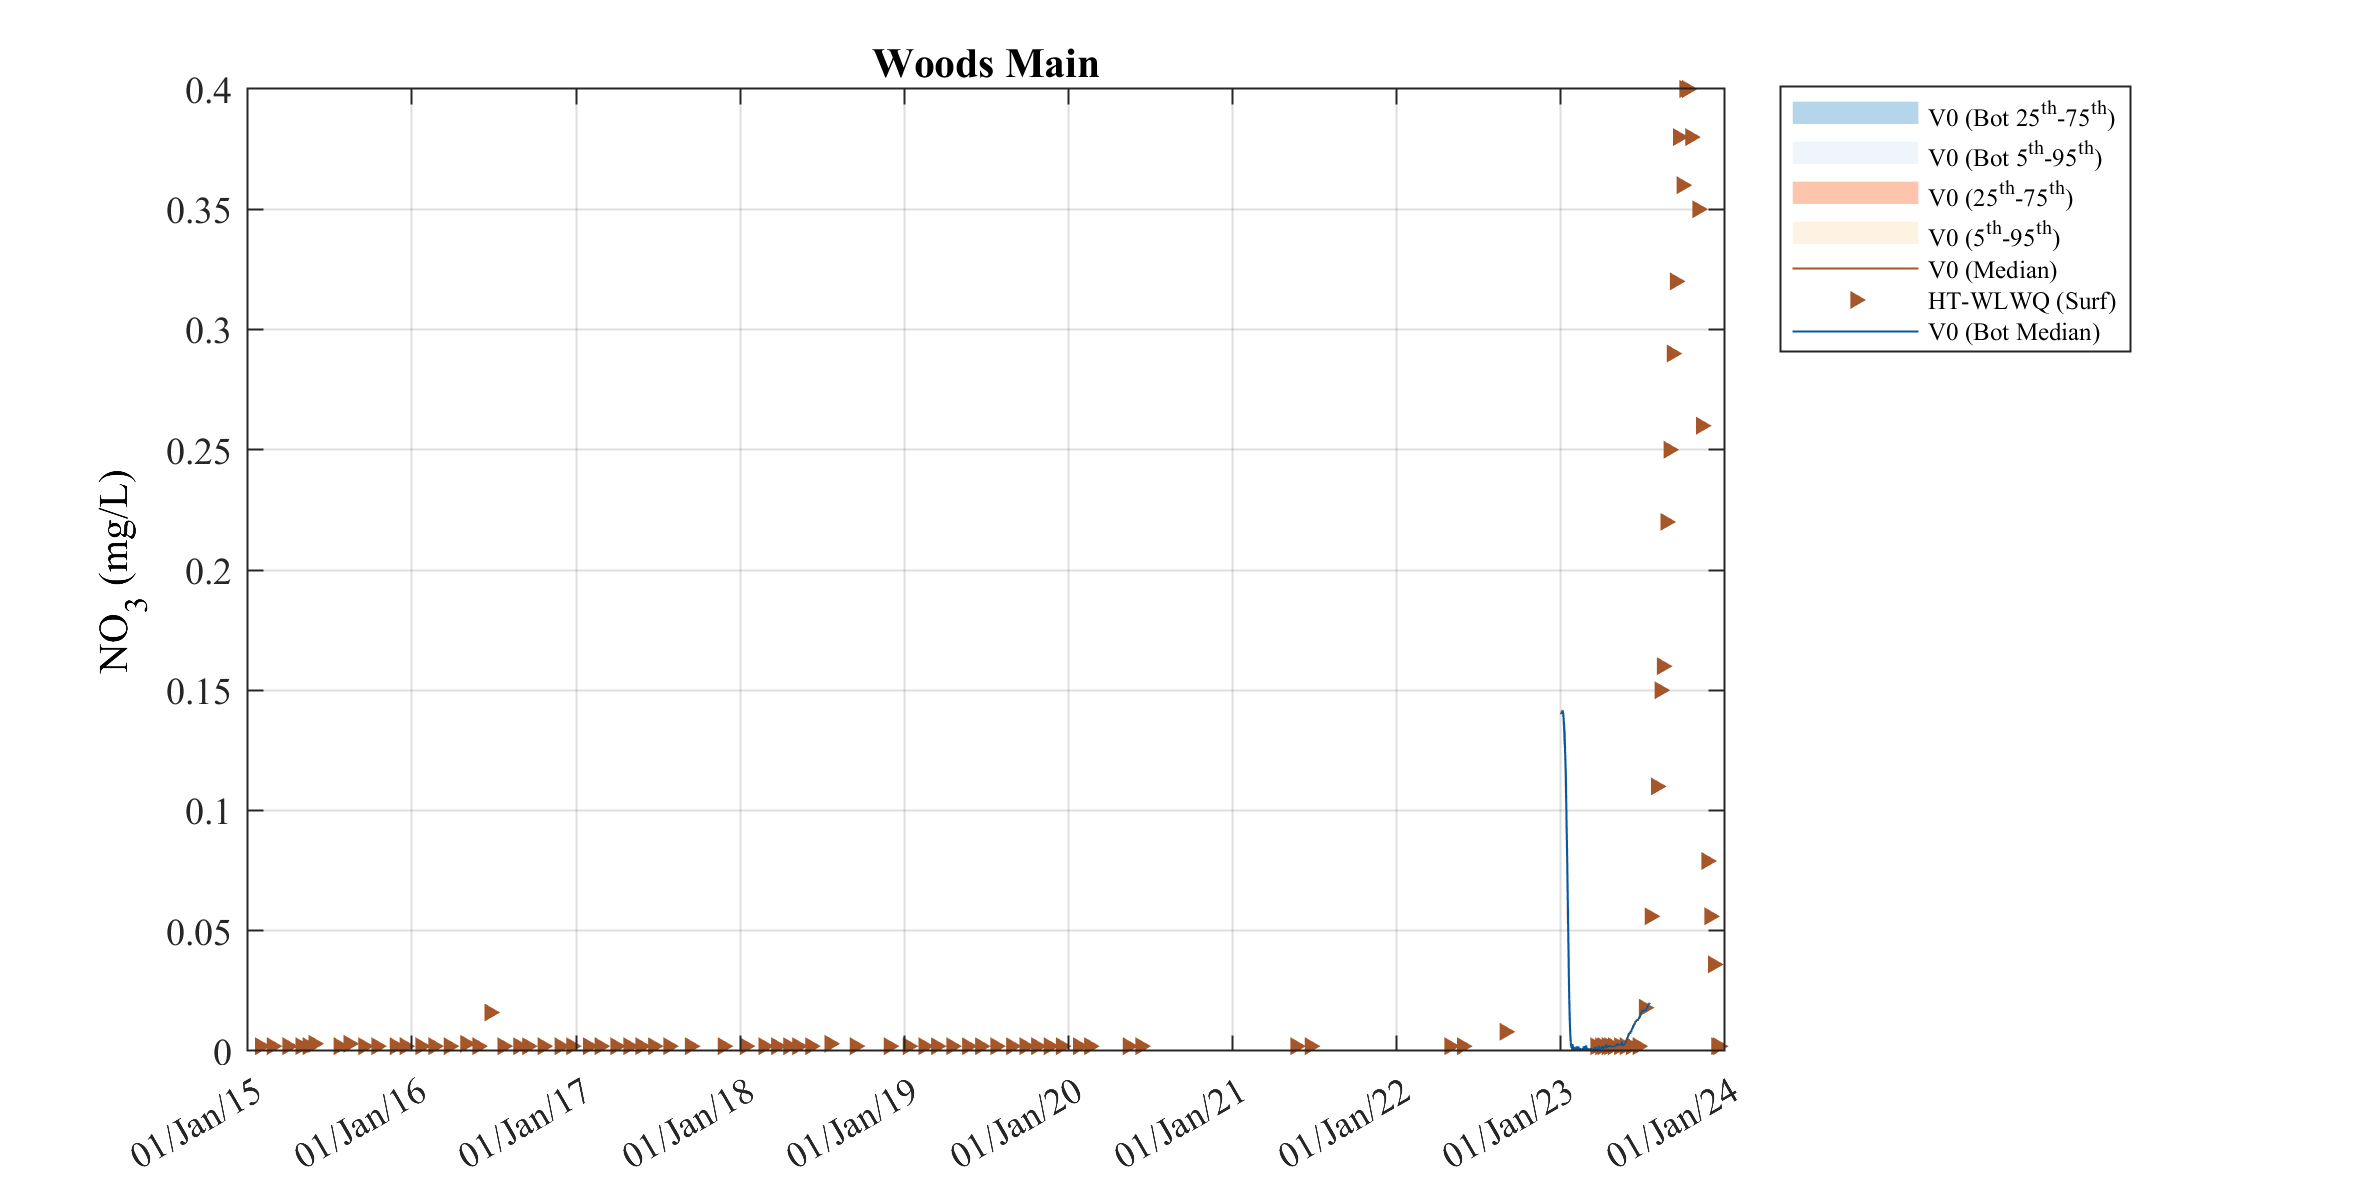 Woods Main
0.4
0.35
0.3
0.25
0.2
0.15
0.1
0.05
0
NO3 (mg/L)
01/Jan/15
01/Jan/16
01/Jan/17
01/Jan/18
01/Jan/19
01/Jan/20
01/Jan/21
01/Jan/22
01/Jan/23
01/Jan/24
V0 (Bot 25th-75th)
V0 (Bot 5th-95th)
V0 (25th-75th)
V0 (5th-95th)
V0 (Median)
HT-WLWQ (Surf)
V0 (Bot Median)